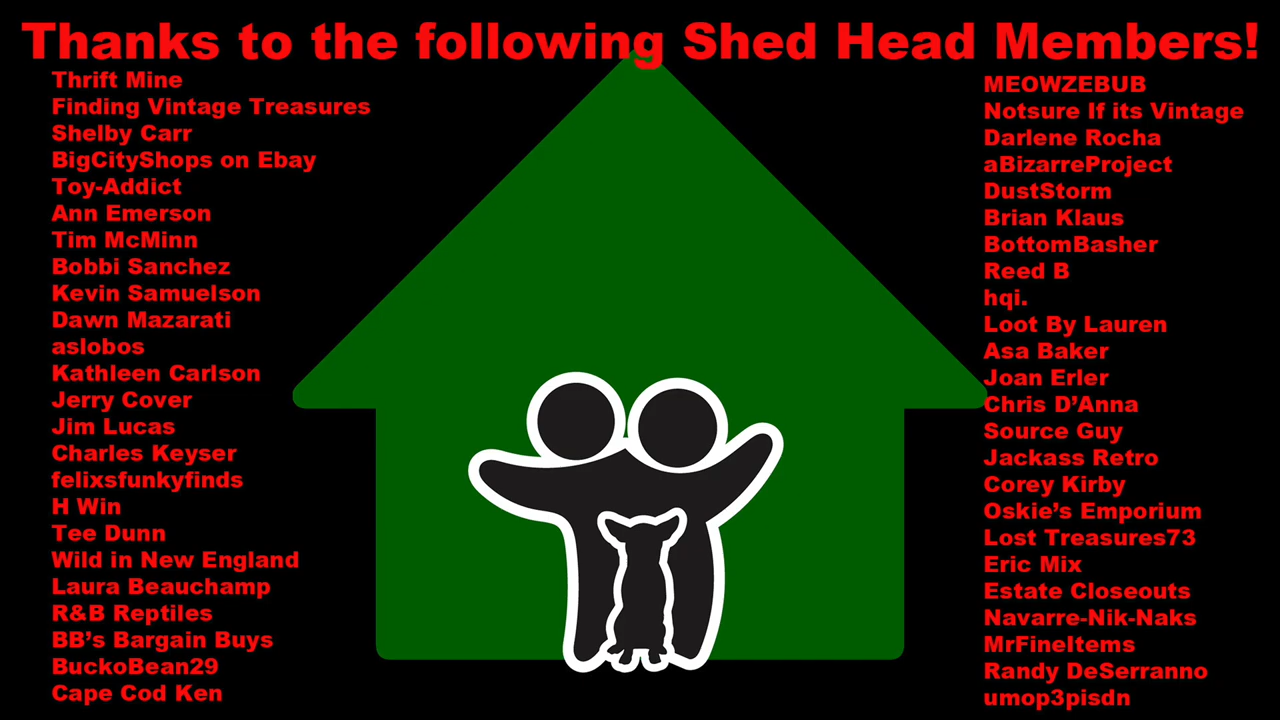 Thanks to the following Shed Head Members!
Thrift Mine
Finding Vintage Treasures
Shelby Carr
BigCityShops on Ebay
Toy-Addict
Ann Emerson
Tim McMinn
Bobbi Sanchez
Kevin Samuelson
Dawn Mazarati
aslobos
Kathleen Carlson
Jerry Cover
Jim Lucas
Charles Keyser
felixsfunkyfinds
H Win
Tee Dunn
Wild in New England
Laura Beauchamp
R&B Reptiles
BB’s Bargain Buys
BuckoBean29
Cape Cod Ken
MEOWZEBUB
Notsure If its Vintage
Darlene Rocha
aBizarreProject
DustStorm
Brian Klaus
BottomBasher
Reed B
hqi.
Loot By Lauren
Asa Baker
Joan Erler
Chris D’Anna
Source Guy
Jackass Retro
Corey Kirby
Oskie’s Emporium
Lost Treasures73
Eric Mix
Estate Closeouts
Navarre-Nik-Naks
MrFineItems
Randy DeSerranno
umop3pisdn